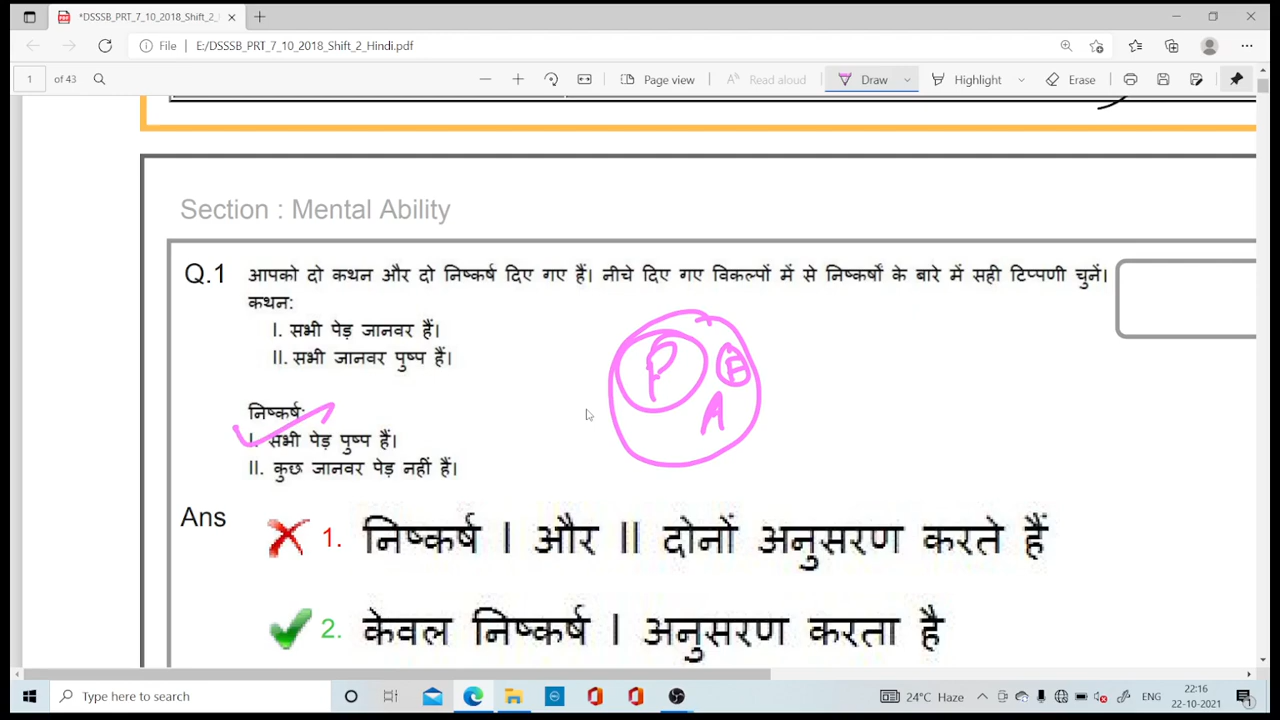 *DSSSB_PRT_7_10_2018_Shift_2_
File E:/DSSSB_PRT_7_10_2018_Shift_2_Hindi.pdf
1 of 43 Page view Read aloud Draw Highlight Erase
Section : Mental Ability
Q.1 आपको दो कथन और दो निष्कर्ष दिए गए हैं। नीचे दिए गए विकल्पों में से निष्कर्षों के बारे में सही टिप्पणी चुनें।
कथन:
I. सभी पेड़ जानवर हैं।
II. सभी जानवर पुष्प हैं।
P
A
निष्कर्ष:
I. सभी पेड़ पुष्प हैं।
II. कुछ जानवर पेड़ नहीं हैं।
Ans 1. निष्कर्ष I और II दोनों अनुसरण करते हैं
2. केवल निष्कर्ष I अनुसरण करता है
Type here to search 24°C Haze ENG 22:16
22-10-2021